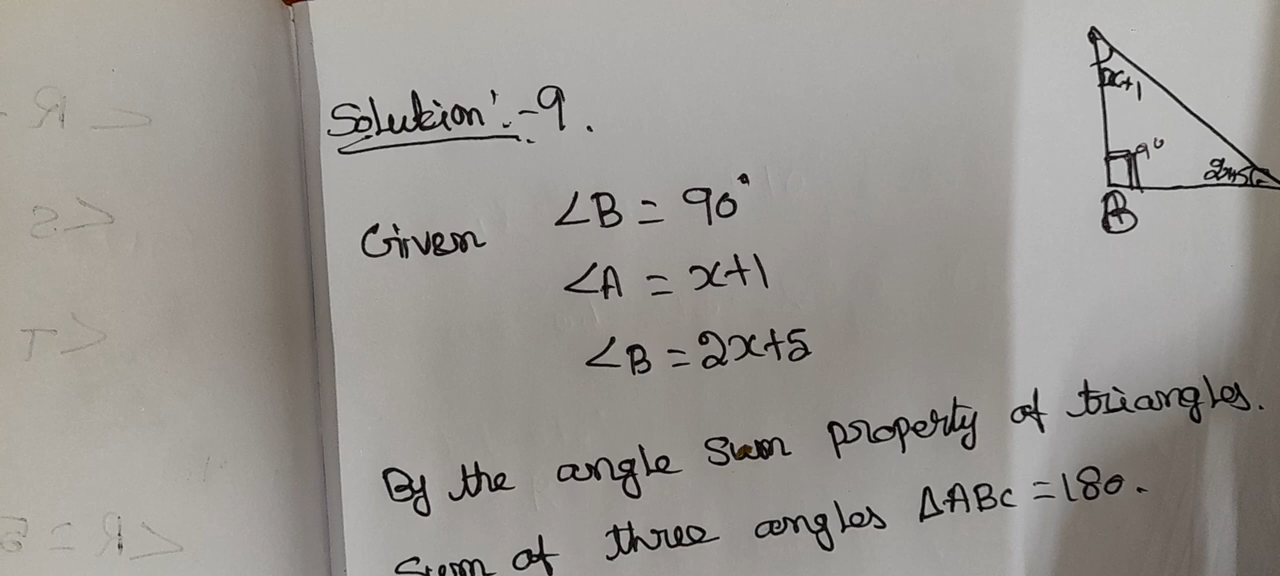 Solution:-9.
Given ∠B = 90°
∠A = x+1
∠B = 2x+5
By the angle sum property of triangles.
Sum of three angles ΔABC = 180.
x+1
9°
2x+5
B